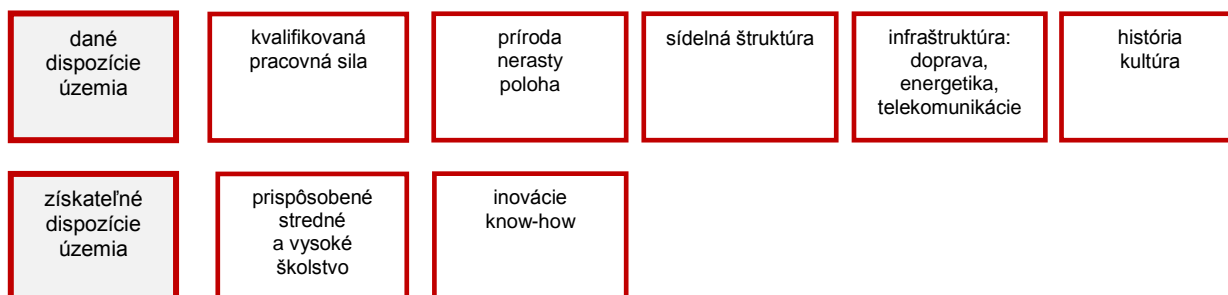 dané
dispozície
územia
kvalifikovaná
pracovná sila
príroda
nerasty
poloha
sídelná štruktúra
infraštruktúra:
doprava,
energetika,
telekomunikácie
história
kultúra
získateľné
dispozície
územia
prispôsobené
stredné
a vysoké
školstvo
inovácie
know-how